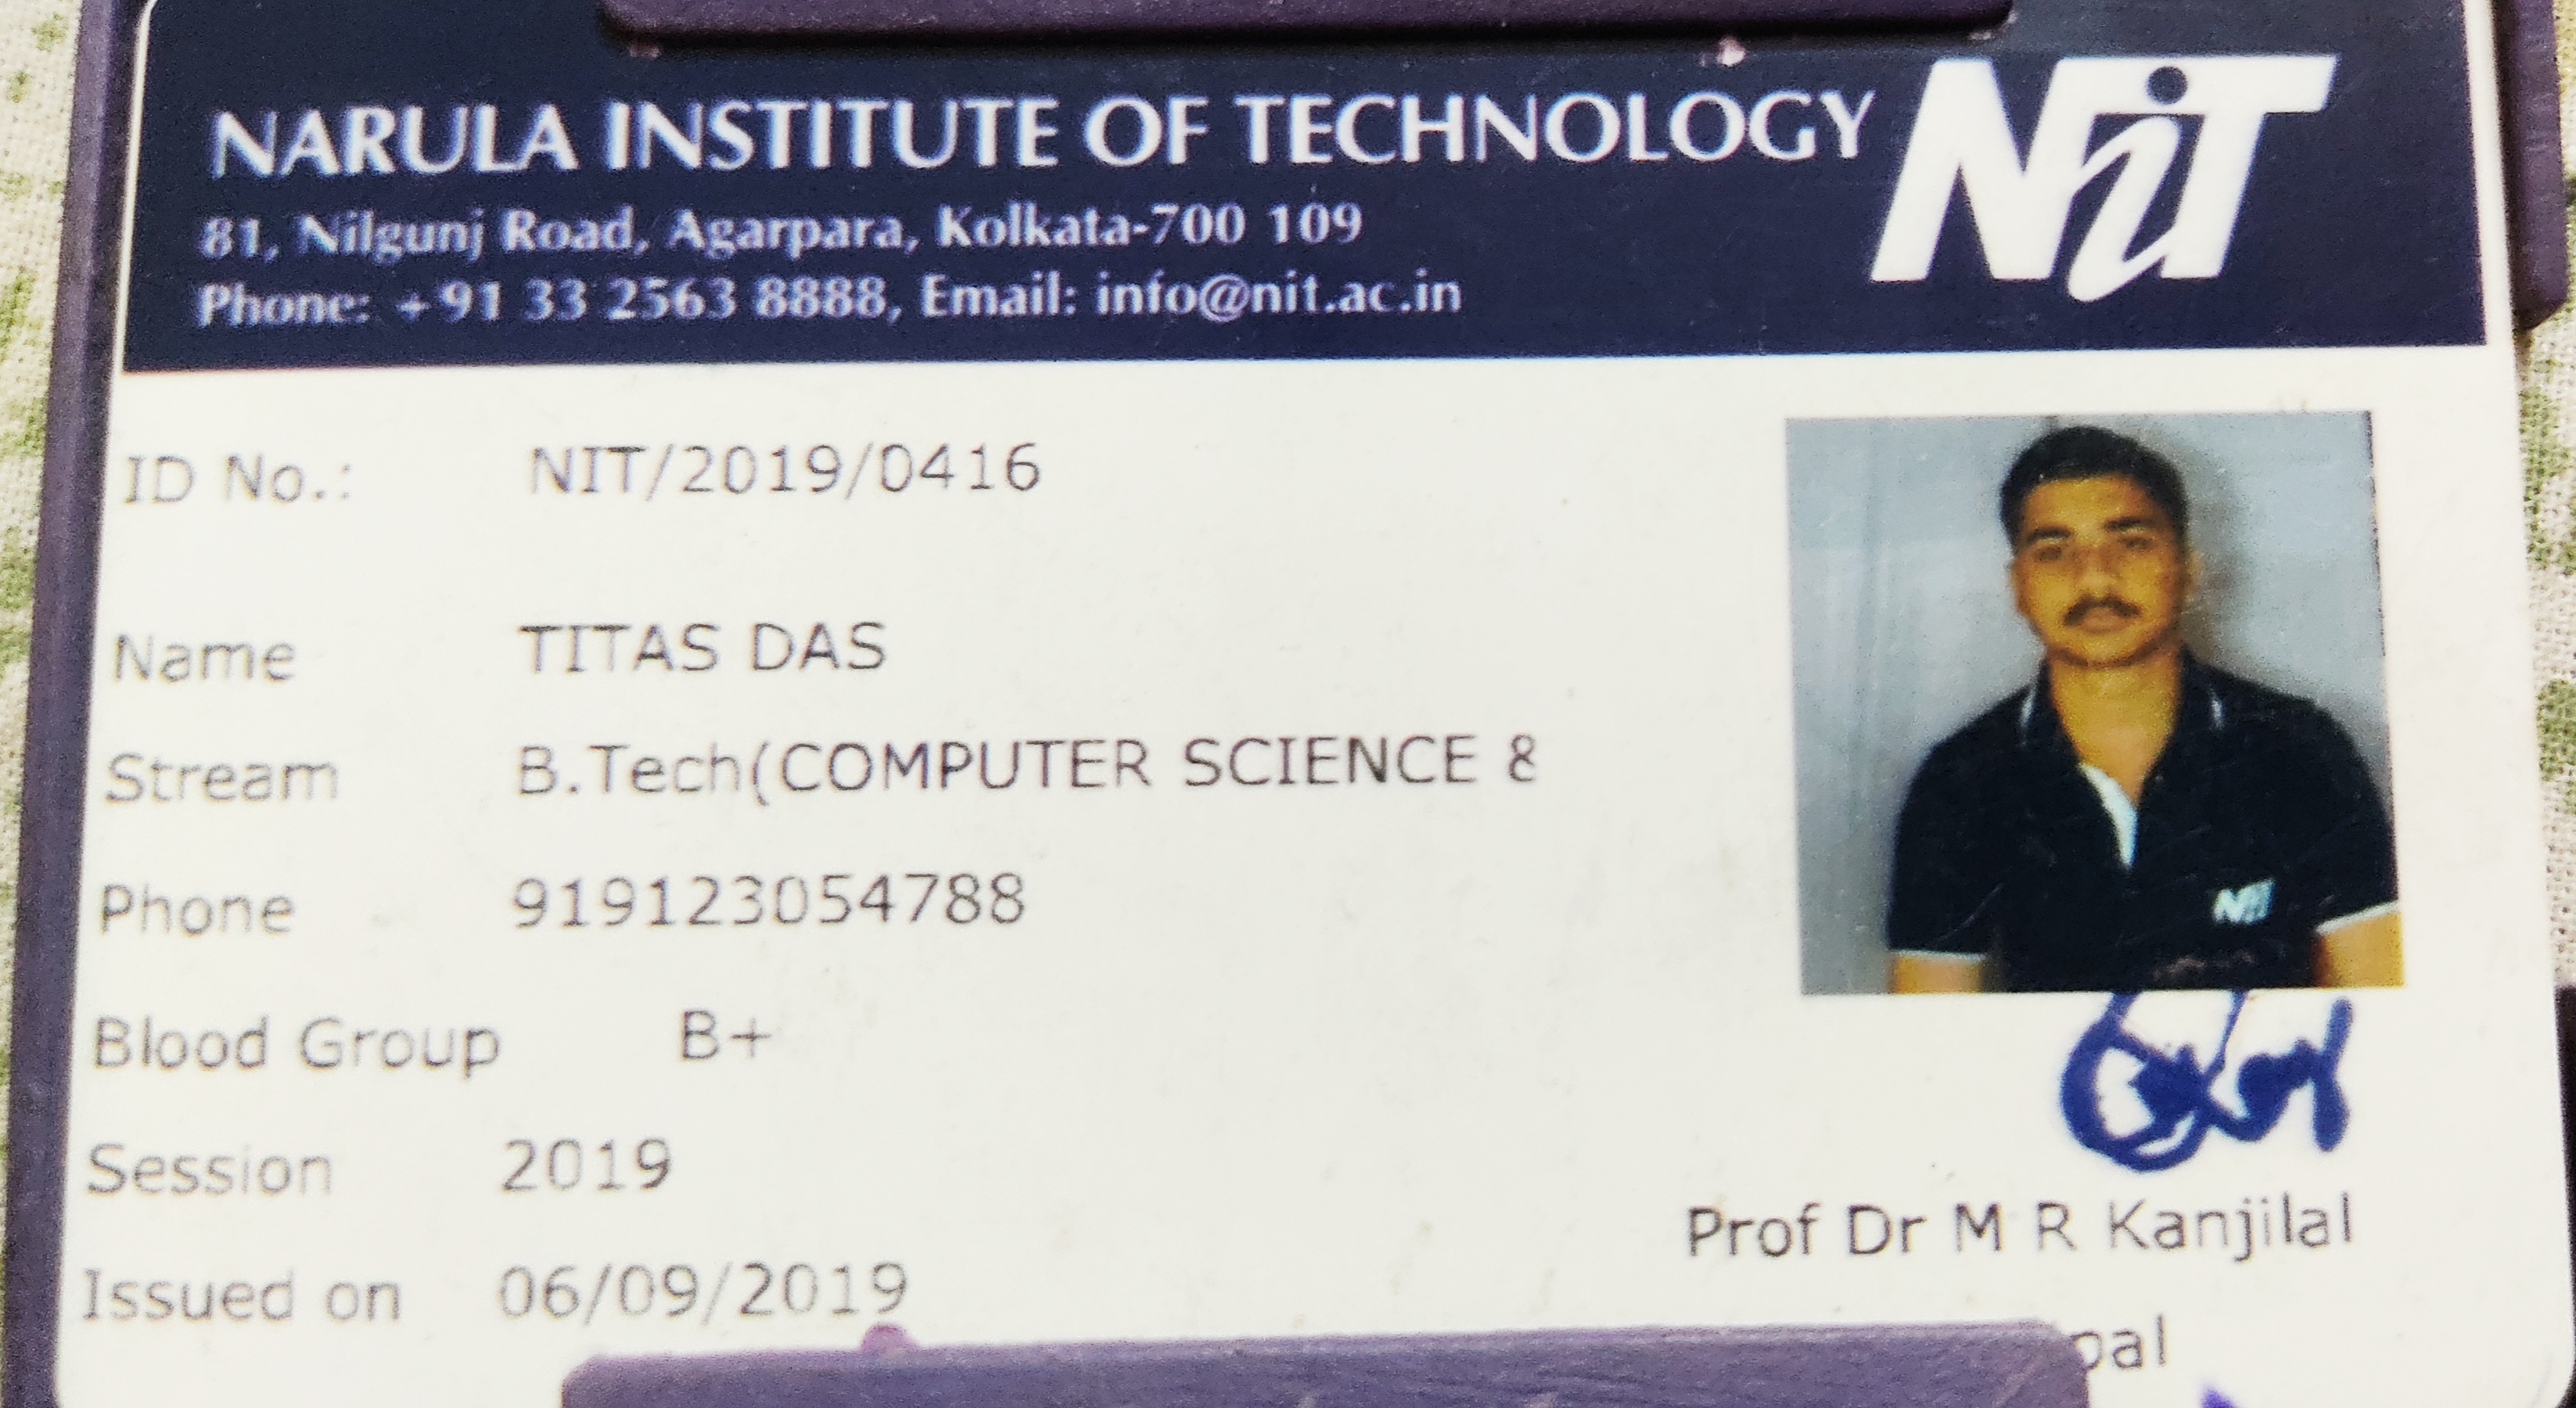 NARULA INSTITUTE OF TECHNOLOGY NiT
81, Nilgunj Road, Agarpara, Kolkata-700 109
Phone: +91 33 2563 8888, Email: info@nit.ac.in
ID No.: NIT/2019/0416
Name TITAS DAS
Stream B.Tech(COMPUTER SCIENCE &
Phone 919123054788
NiT
Blood Group B+
Session 2019
Prof Dr M R Kanjilal
Issued on 06/09/2019
pal